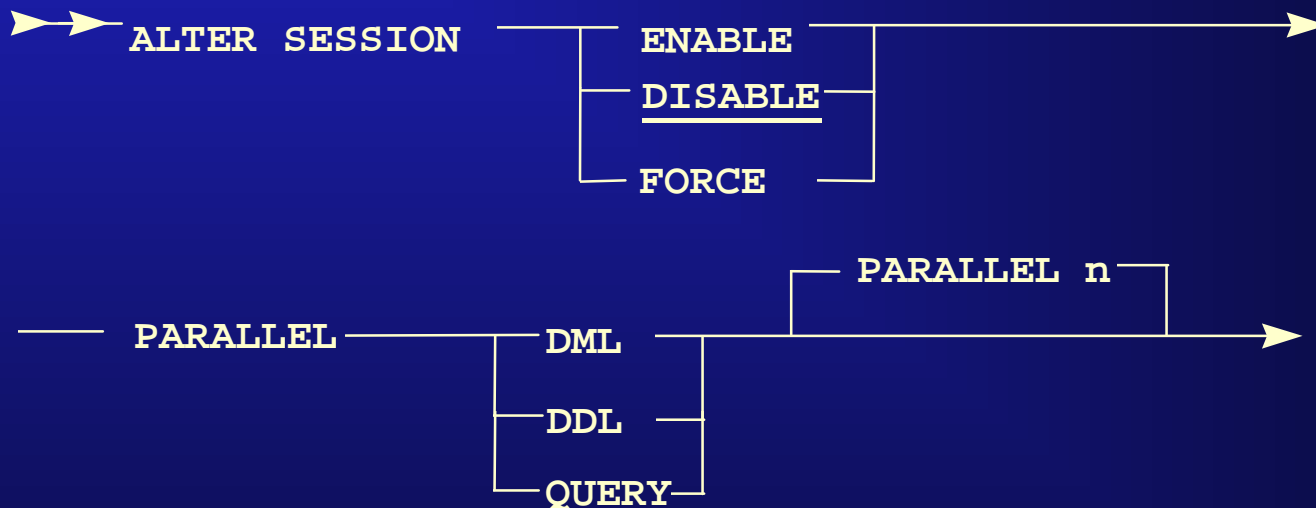 ALTER SESSION ENABLE
DISABLE
FORCE
PARALLEL n
PARALLEL DML
DDL
QUERY